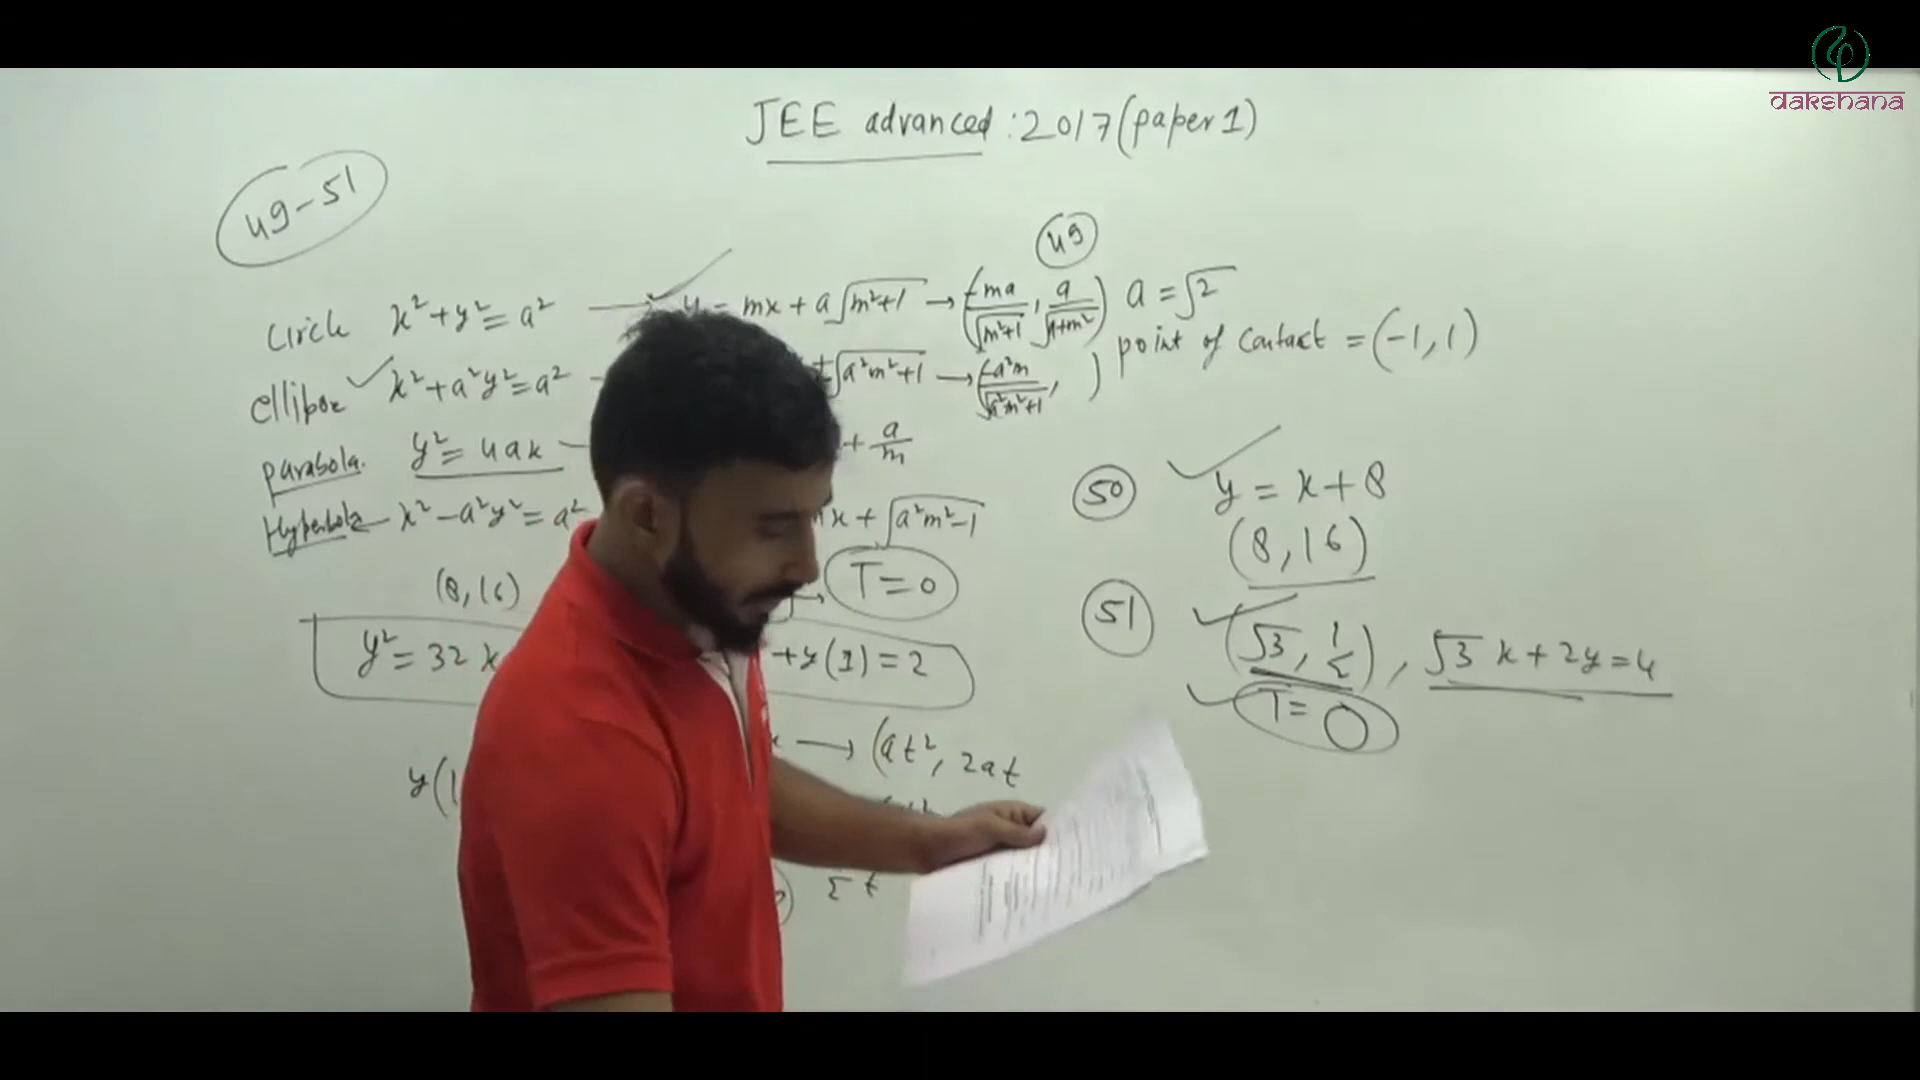 dakshana
JEE advanced : 2017 (paper 1)
49-51
49
Circle x² + y² = a² → y = mx + a√(m²+1) → (-ma/√(m²+1), a/√(1+m²)) a = √2
point of contact = (-1, 1)
ellipse x² + a²y² = a² √(a²m²+1) → (-a²m/√(a²m²+1), )
parabola. y² = 4ax + a/m
Hyperbola x² - a²y² = a² mx + √(a²m²-1)
50 y = x + 8
(8, 16)
(8, 16) T = 0
51 (√3, 1/2), √3 x + 2y = 4
y² = 32x + y(1) = 2
T = 0
→ (at², 2at
y(1
t